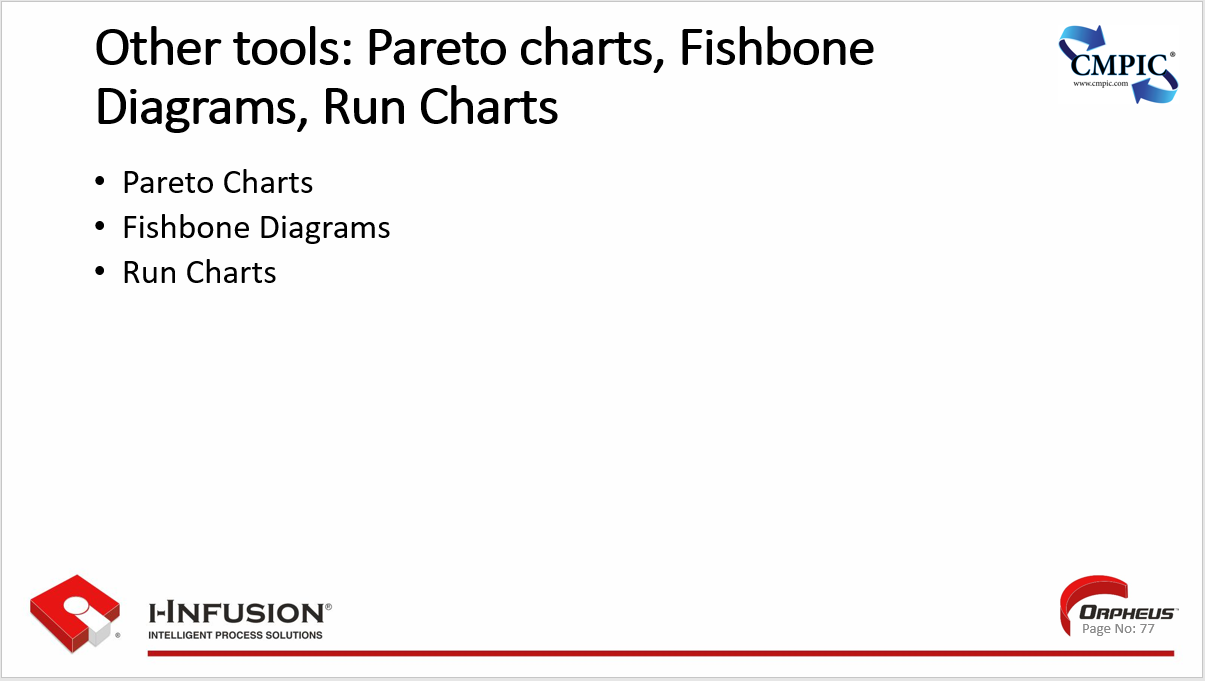 Other tools: Pareto charts, Fishbone
Diagrams, Run Charts
CMPIC®
www.cmpic.com
• Pareto Charts
• Fishbone Diagrams
• Run Charts
I-INFUSION®
INTELLIGENT PROCESS SOLUTIONS
®
ORPHEUS™
Page No: 77